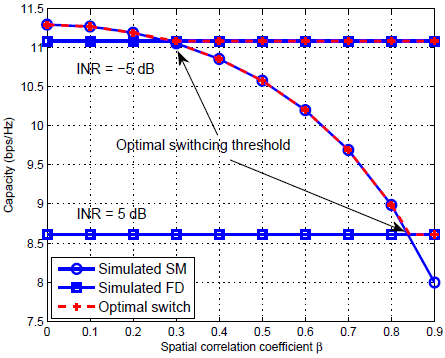 11.5
11
10.5
10
9.5
9
8.5
8
7.5
Capacity (bps/Hz)
INR = −5 dB
Optimal swithcing threshold
INR = 5 dB
Simulated SM
Simulated FD
Optimal switch
0 0.1 0.2 0.3 0.4 0.5 0.6 0.7 0.8 0.9
Spatial correlation coefficient β